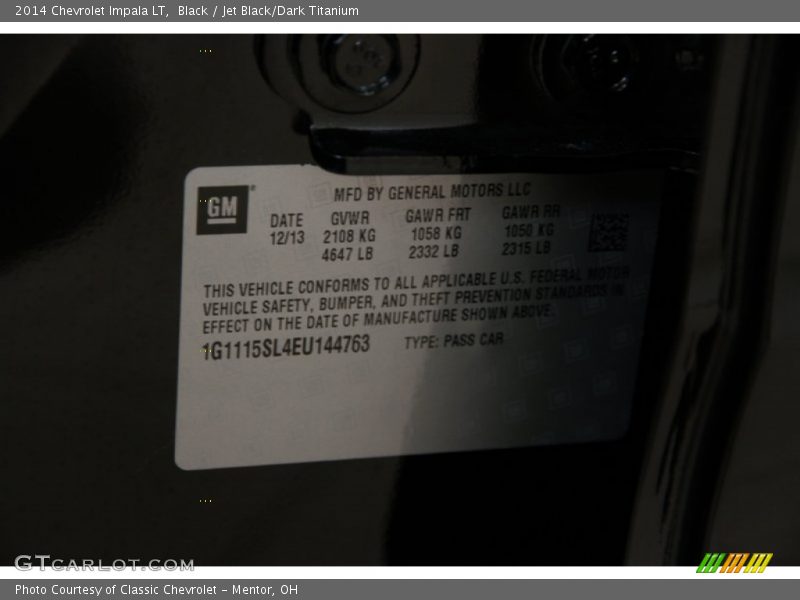 2014 Chevrolet Impala LT, Black / Jet Black/Dark Titanium
GM
MFD BY GENERAL MOTORS LLC
DATE GVWR GAWR FRT GAWR RR
12/13 2108 KG 1058 KG 1050 KG
4647 LB 2332 LB 2315 LB
THIS VEHICLE CONFORMS TO ALL APPLICABLE U.S. FEDERAL MOTOR
VEHICLE SAFETY, BUMPER, AND THEFT PREVENTION STANDARDS IN
EFFECT ON THE DATE OF MANUFACTURE SHOWN ABOVE.
1G1115SL4EU144763 TYPE: PASS CAR
GTCARLOT.COM
Photo Courtesy of Classic Chevrolet - Mentor, OH